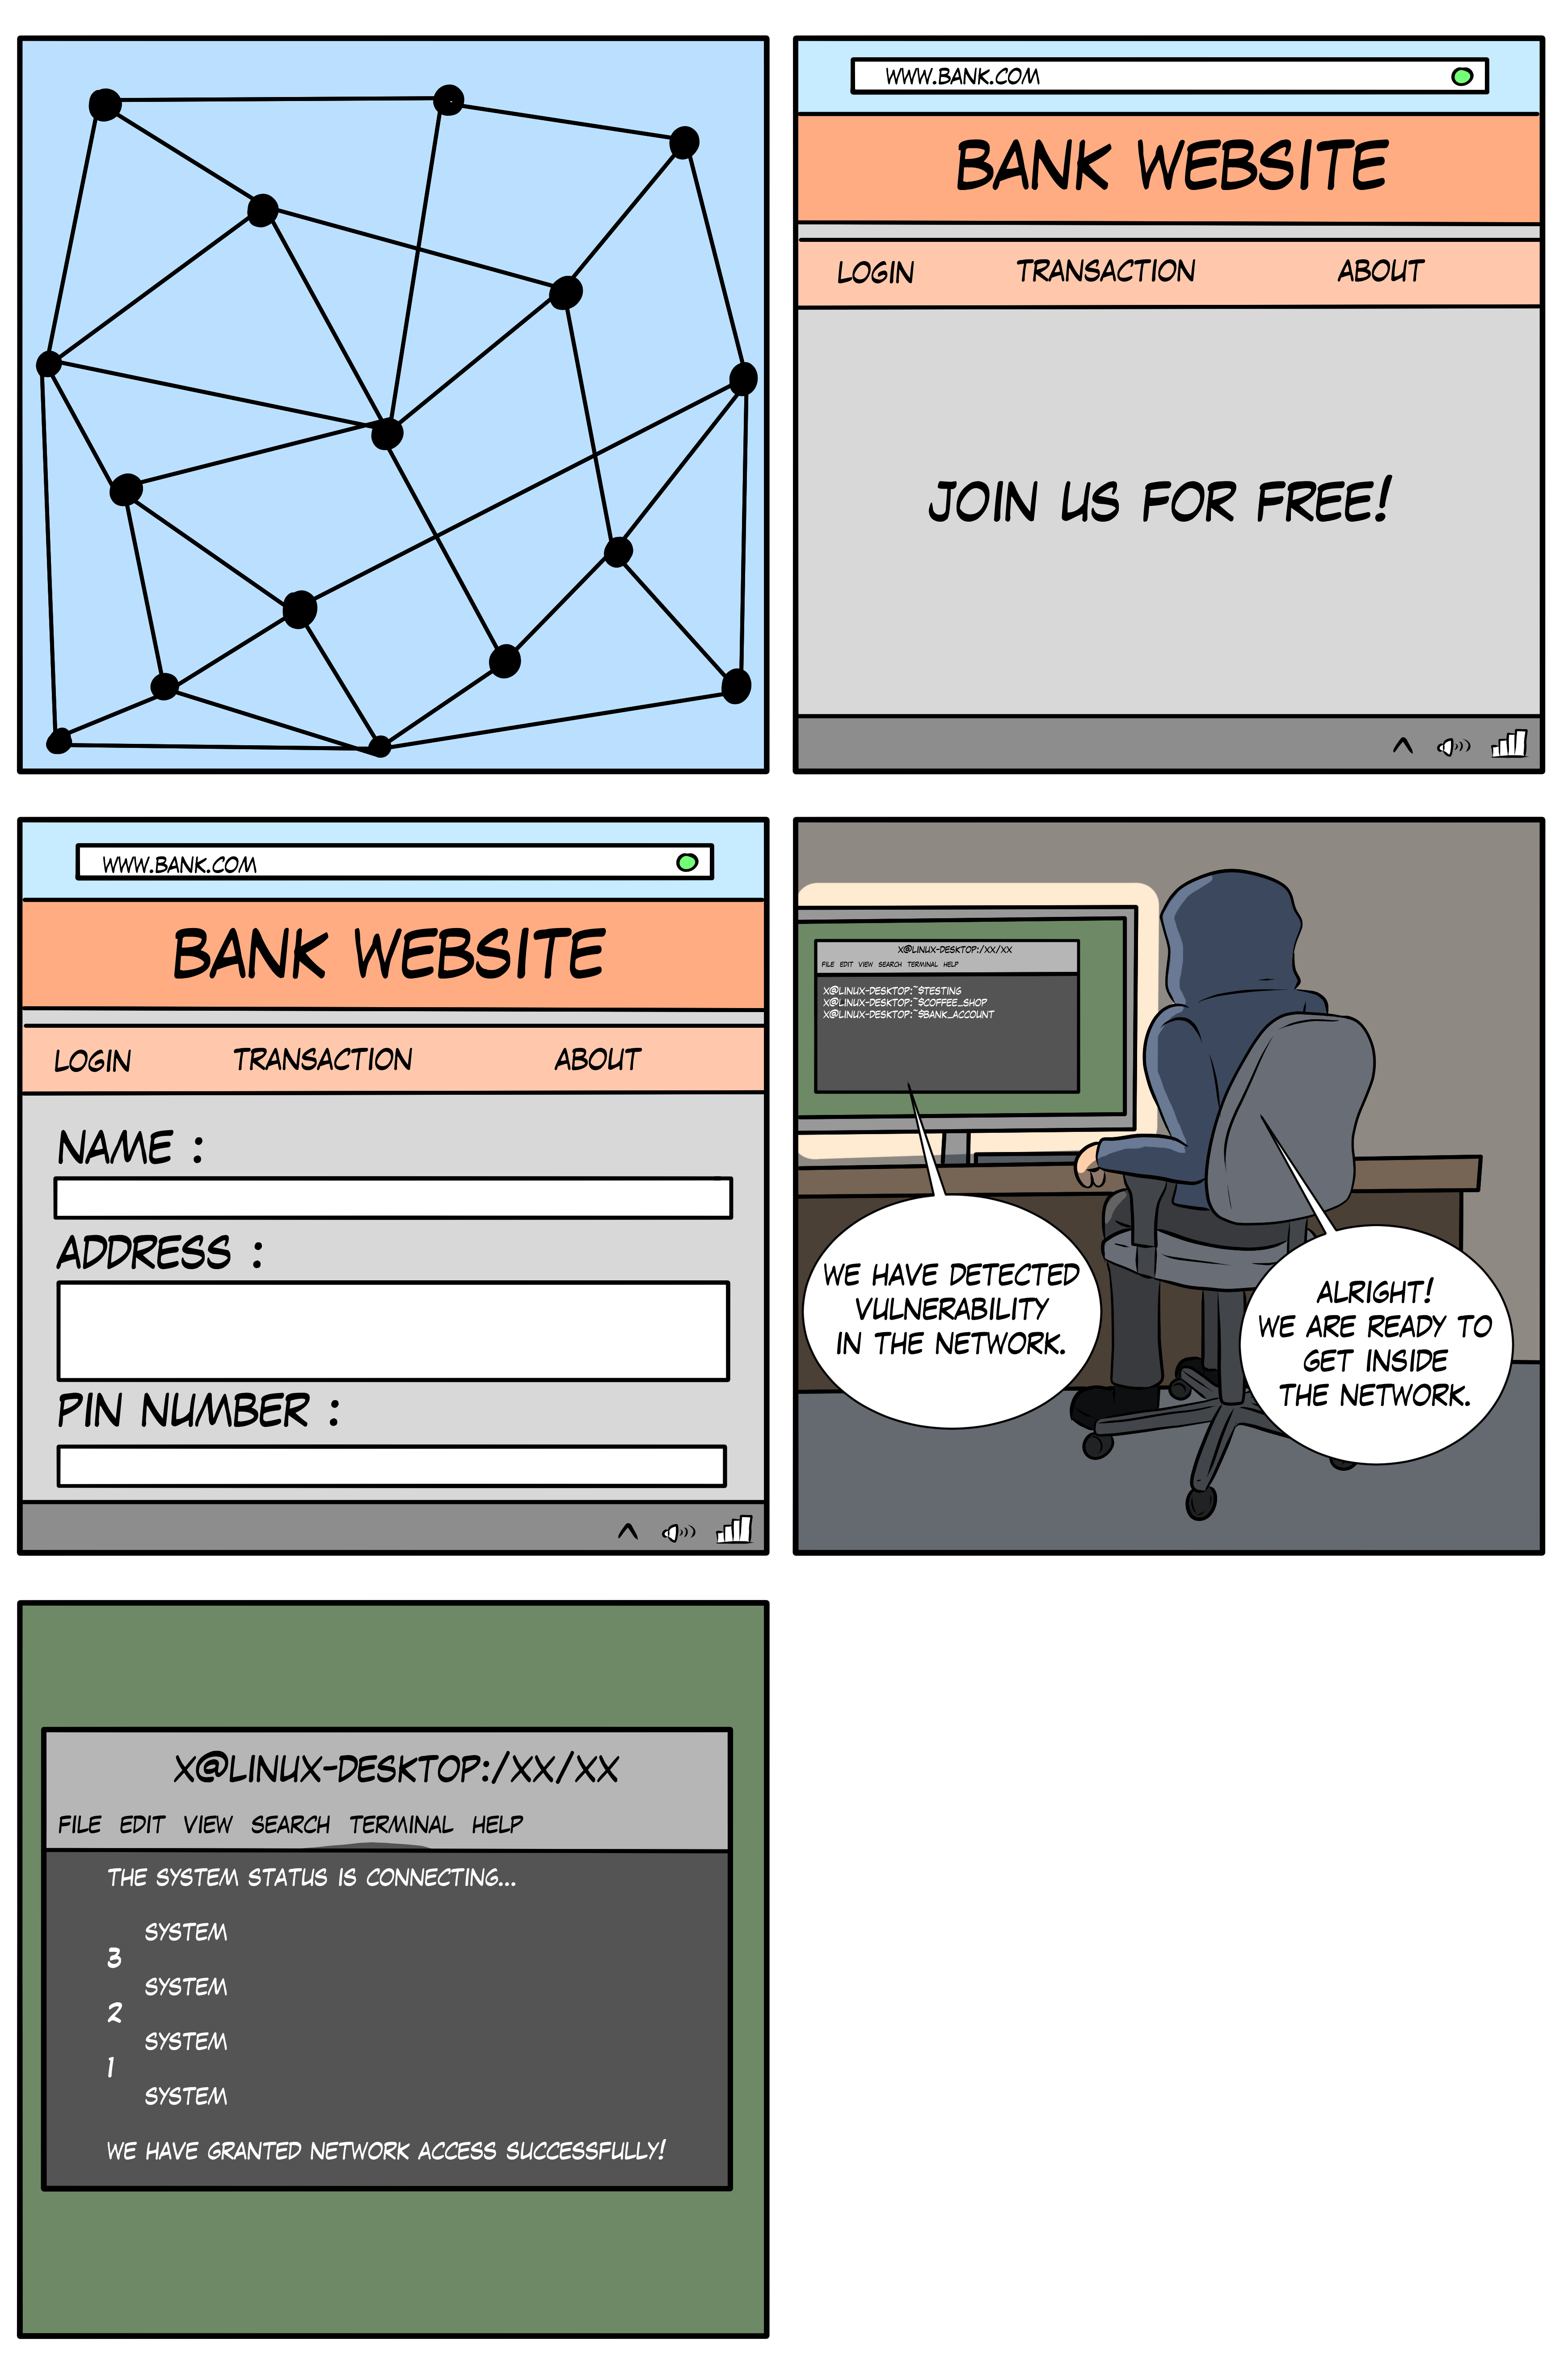 WWW.BANK.COM
BANK WEBSITE
LOGIN TRANSACTION ABOUT
JOIN US FOR FREE!
WWW.BANK.COM
BANK WEBSITE
LOGIN TRANSACTION ABOUT
NAME :
ADDRESS :
PIN NUMBER :
X@LINUX-DESKTOP:/XX/XX
FILE EDIT VIEW SEARCH TERMINAL HELP
X@LINUX-DESKTOP:~$TESTING
X@LINUX-DESKTOP:~$COFFEE_SHOP
X@LINUX-DESKTOP:~$BANK_ACCOUNT
WE HAVE DETECTED
VULNERABILITY
IN THE NETWORK.
ALRIGHT!
WE ARE READY TO
GET INSIDE
THE NETWORK.
X@LINUX-DESKTOP:/XX/XX
FILE EDIT VIEW SEARCH TERMINAL HELP
THE SYSTEM STATUS IS CONNECTING...
SYSTEM
3
SYSTEM
2
SYSTEM
1
SYSTEM
WE HAVE GRANTED NETWORK ACCESS SUCCESSFULLY!